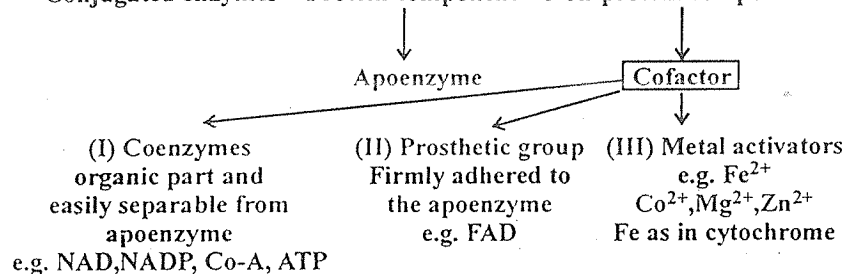 Apoenzyme
Cofactor
(I) Coenzymes
organic part and
easily separable from
apoenzyme
e.g. NAD,NADP, Co-A, ATP
(II) Prosthetic group
Firmly adhered to
the apoenzyme
e.g. FAD
(III) Metal activators
e.g. Fe²⁺
Co²⁺,Mg²⁺,Zn²⁺
Fe as in cytochrome